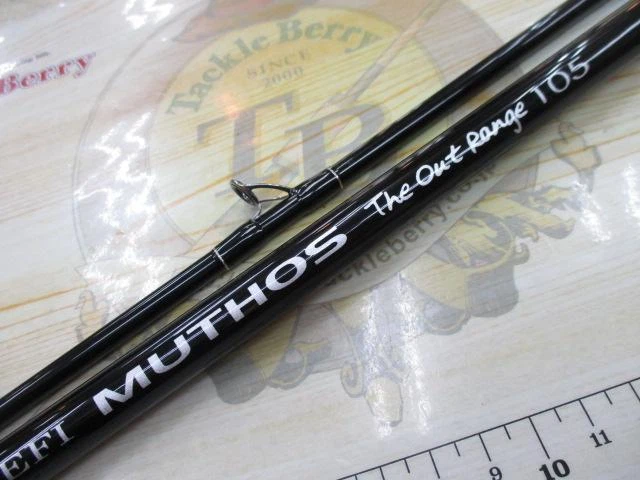 Tackle Berry
SINCE
2000
TB
Berry
EFI MUTHOS The Out Range 105
9 10 11